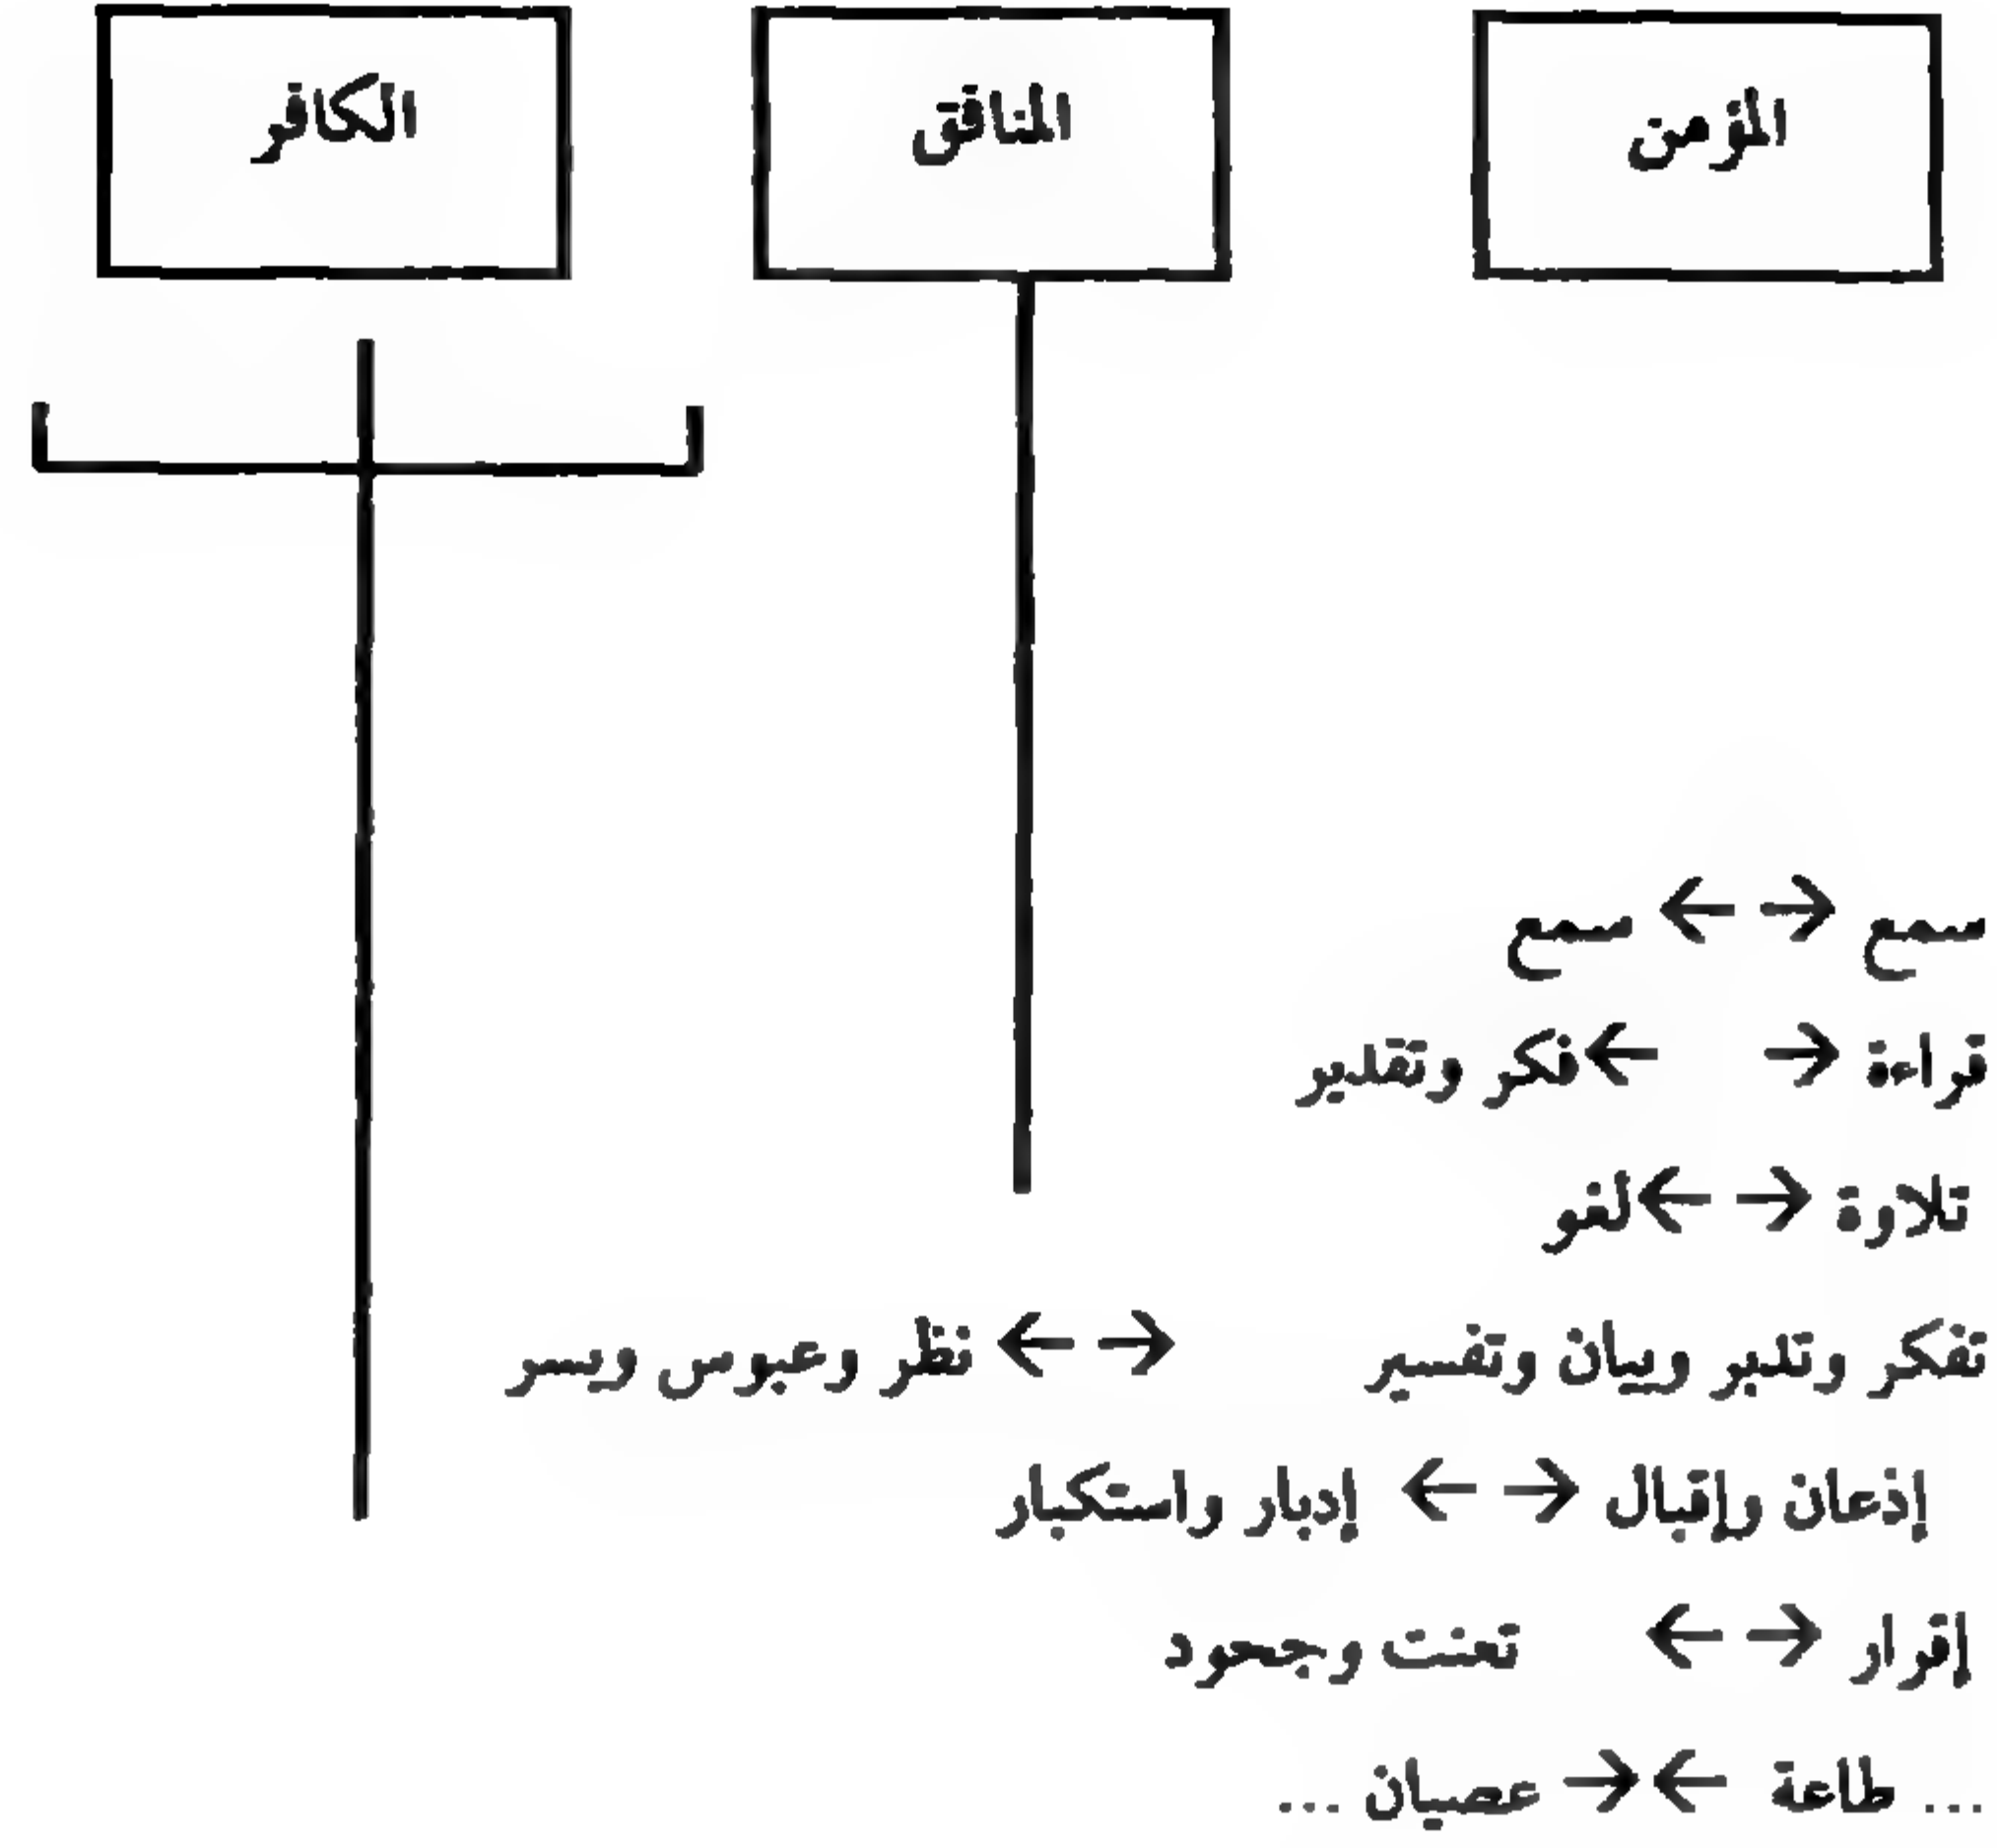 المؤمن المنافق الكافر
سمع → ← سمع
قراءة → ← فكر وتقدير
تلاوة → ← لغو
تفكر وتدبر وبيان وتفسير → ← نظر وعبوس وبسر
إذعان وإقبال → ← إدبار واستكبار
إقرار → ← تعنت وجحود
... طاعة ← → عصيان ...